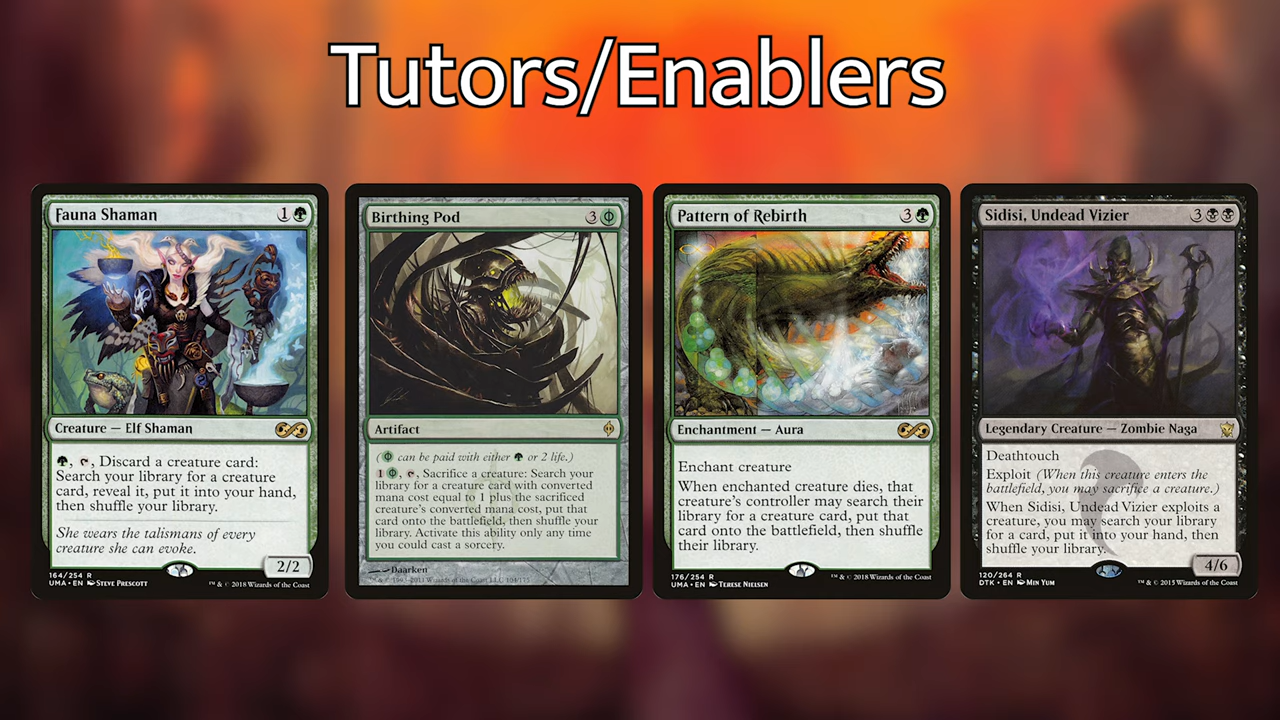 Tutors/Enablers
Fauna Shaman
1
Creature — Elf Shaman
, , Discard a creature card:
Search your library for a creature
card, reveal it, put it into your hand,
then shuffle your library.
She wears the talismans of every
creature she can evoke.
2/2
164/254 R
UMA • EN Steve Prescott
™ & © 2018 Wizards of the Coast
Birthing Pod
3
Artifact
( can be paid with either or 2 life.)
1 , , Sacrifice a creature: Search your
library for a creature card with converted
mana cost equal to 1 plus the sacrificed
creature's converted mana cost, put that
card onto the battlefield, then shuffle your
library. Activate this ability only any time
you could cast a sorcery.
Daarken
™ & © 1993–2011 Wizards of the Coast LLC 104/175
Pattern of Rebirth
3
Enchantment — Aura
Enchant creature
When enchanted creature dies, that
creature's controller may search their
library for a creature card, put that
card onto the battlefield, then shuffle
their library.
176/254 R
UMA • EN Terese Nielsen
™ & © 2018 Wizards of the Coast
Sidisi, Undead Vizier
3
Legendary Creature — Zombie Naga
Deathtouch
Exploit (When this creature enters the
battlefield, you may sacrifice a creature.)
When Sidisi, Undead Vizier exploits a
creature, you may search your library
for a card, put it into your hand, then
shuffle your library.
4/6
120/264 R
DTK • EN Min Yum
™ & © 2015 Wizards of the Coast